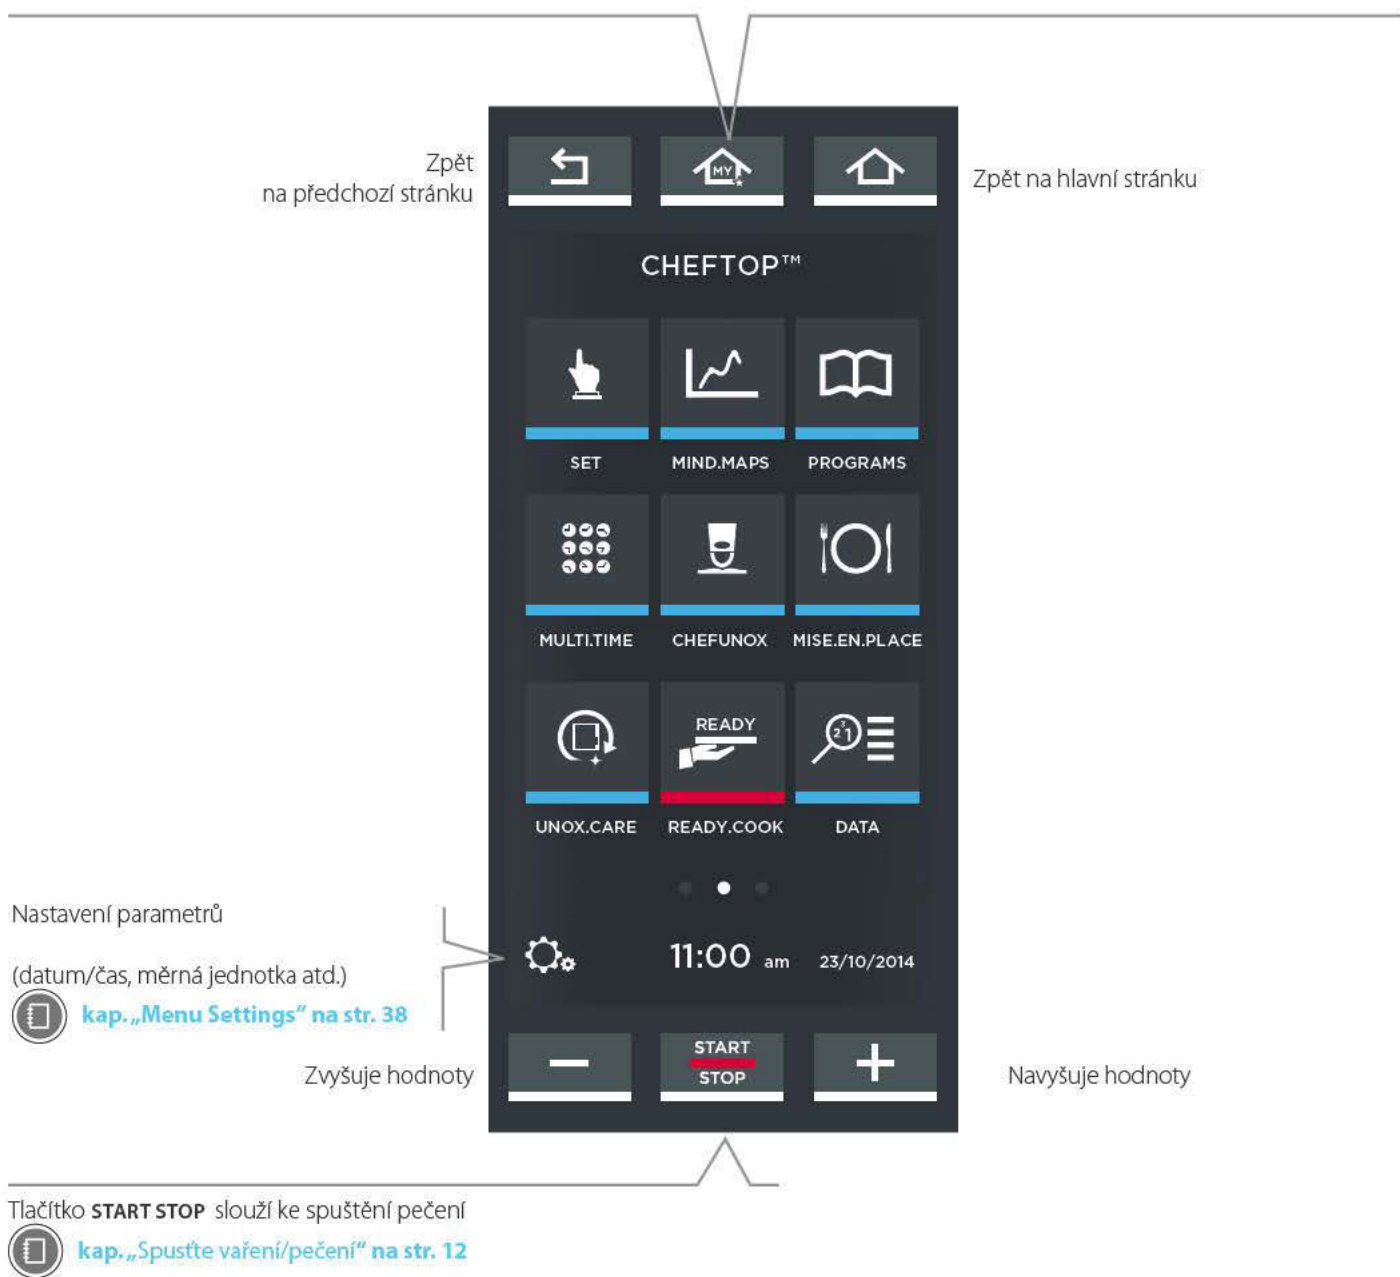 Zpět
na předchozí stránku
MY
Zpět na hlavní stránku
CHEFTOP™
SET
MIND.MAPS
PROGRAMS
MULTI.TIME
CHEFUNOX
MISE.EN.PLACE
READY
3
2 1
UNOX.CARE
READY.COOK
DATA
Nastavení parametrů
(datum/čas, měrná jednotka atd.)
kap. „Menu Settings“ na str. 38
11:00 am
23/10/2014
Zvyšuje hodnoty
START
STOP
Navyšuje hodnoty
Tlačítko START STOP slouží ke spuštění pečení
kap. „Spusťte vaření/pečení“ na str. 12